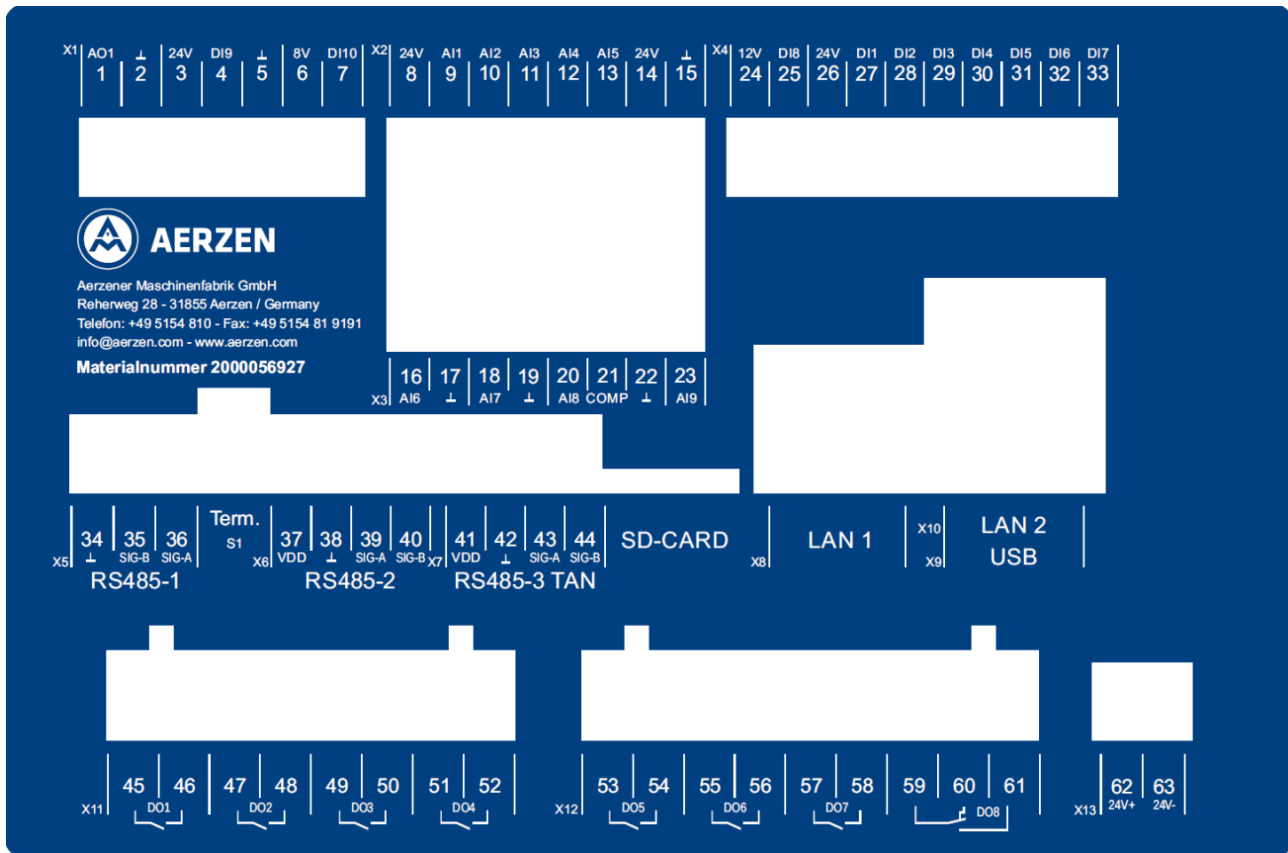 X1 AO1 ⊥ 24V DI9 ⊥ 8V DI10 X2 24V AI1 AI2 AI3 AI4 AI5 24V ⊥ X4 12V DI8 24V DI1 DI2 DI3 DI4 DI5 DI6 DI7
1 2 3 4 5 6 7 8 9 10 11 12 13 14 15 24 25 26 27 28 29 30 31 32 33
AERZEN
Aerzener Maschinenfabrik GmbH
Reherweg 28 - 31855 Aerzen / Germany
Telefon: +49 5154 810 - Fax: +49 5154 81 9191
info@aerzen.com - www.aerzen.com
Materialnummer 2000056927
16 17 18 19 20 21 22 23
X3 AI6 ⊥ AI7 ⊥ AI8 COMP ⊥ AI9
34 35 36 Term. 37 38 39 40 41 42 43 44 SD-CARD LAN 1 X10 LAN 2
X5 ⊥ SIG-B SIG-A S1 X6 VDD ⊥ SIG-A SIG-B X7 VDD ⊥ SIG-A SIG-B X8 X9 USB
RS485-1 RS485-2 RS485-3 TAN
45 46 47 48 49 50 51 52 53 54 55 56 57 58 59 60 61 62 63
X11 DO1 DO2 DO3 DO4 X12 DO5 DO6 DO7 DO8 X13 24V+ 24V-